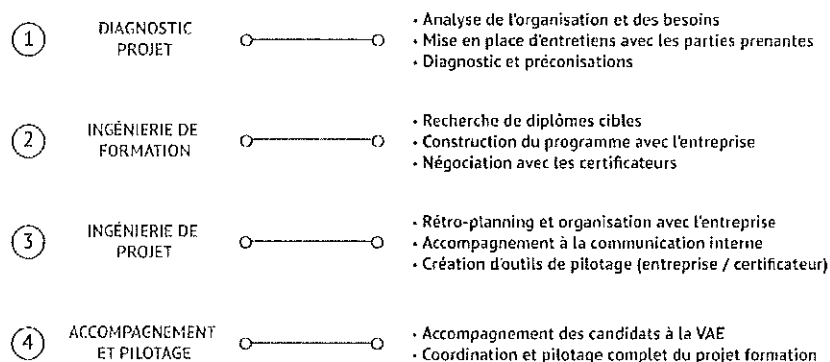 1
DIAGNOSTIC
PROJET
• Analyse de l'organisation et des besoins
• Mise en place d'entretiens avec les parties prenantes
• Diagnostic et préconisations
2
INGÉNIERIE DE
FORMATION
• Recherche de diplômes cibles
• Construction du programme avec l'entreprise
• Négociation avec les certificateurs
3
INGÉNIERIE DE
PROJET
• Rétro-planning et organisation avec l'entreprise
• Accompagnement à la communication interne
• Création d'outils de pilotage (entreprise / certificateur)
4
ACCOMPAGNEMENT
ET PILOTAGE
• Accompagnement des candidats à la VAE
• Coordination et pilotage complet du projet formation